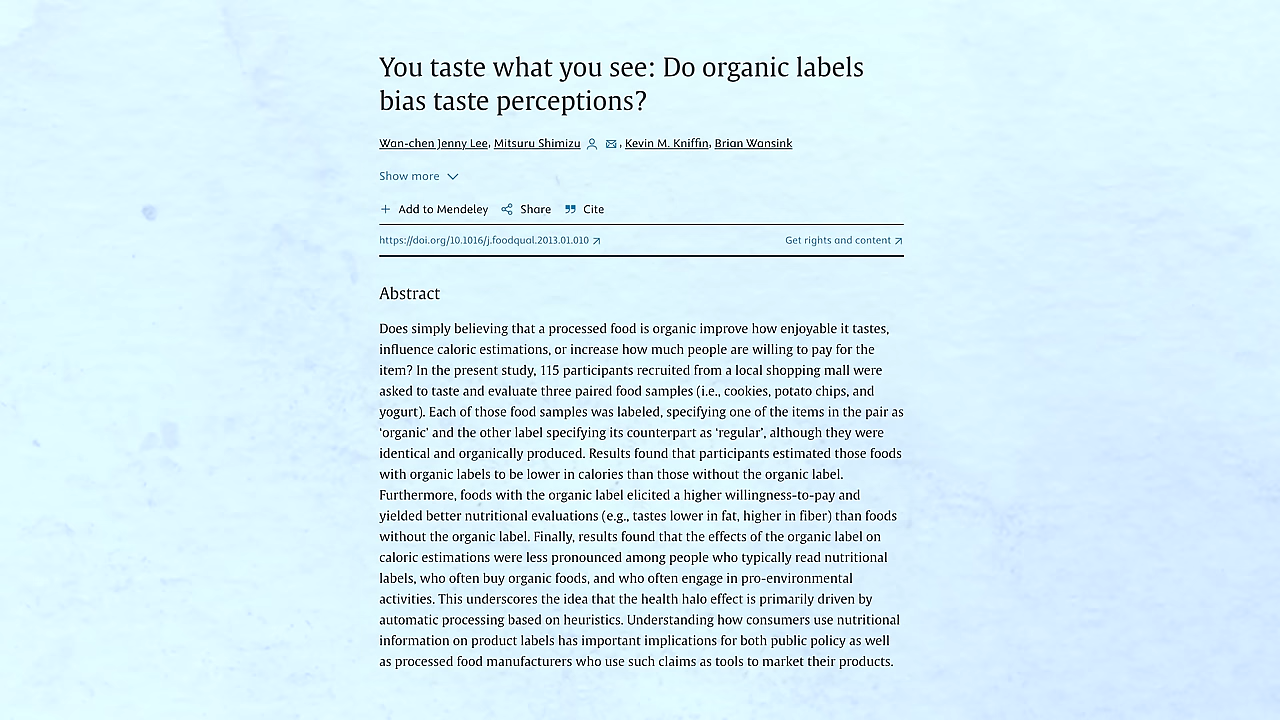 You taste what you see: Do organic labels
bias taste perceptions?
Wan-chen Jenny Lee, Mitsuru Shimizu, Kevin M. Kniffin, Brian Wansink
Show more
Add to Mendeley Share Cite
https://doi.org/10.1016/j.foodqual.2013.01.010 Get rights and content
Abstract
Does simply believing that a processed food is organic improve how enjoyable it tastes,
influence caloric estimations, or increase how much people are willing to pay for the
item? In the present study, 115 participants recruited from a local shopping mall were
asked to taste and evaluate three paired food samples (i.e., cookies, potato chips, and
yogurt). Each of those food samples was labeled, specifying one of the items in the pair as
‘organic’ and the other label specifying its counterpart as ‘regular’, although they were
identical and organically produced. Results found that participants estimated those foods
with organic labels to be lower in calories than those without the organic label.
Furthermore, foods with the organic label elicited a higher willingness-to-pay and
yielded better nutritional evaluations (e.g., tastes lower in fat, higher in fiber) than foods
without the organic label. Finally, results found that the effects of the organic label on
caloric estimations were less pronounced among people who typically read nutritional
labels, who often buy organic foods, and who often engage in pro-environmental
activities. This underscores the idea that the health halo effect is primarily driven by
automatic processing based on heuristics. Understanding how consumers use nutritional
information on product labels has important implications for both public policy as well
as processed food manufacturers who use such claims as tools to market their products.